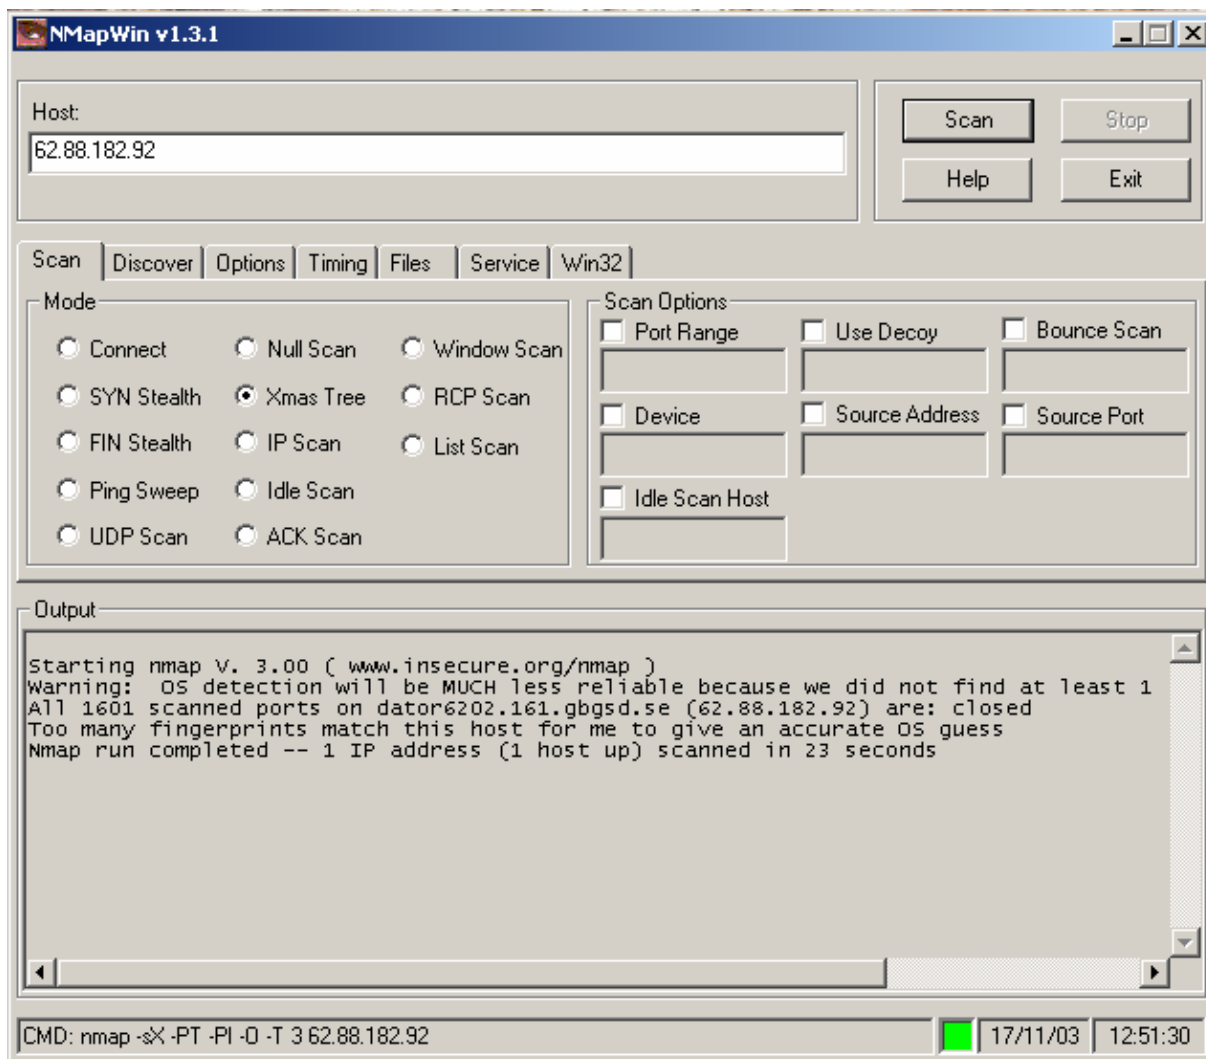 NMapWin v1.3.1
Host:
62.88.182.92
Scan
Stop
Help
Exit
Scan
Discover
Options
Timing
Files
Service
Win32
Mode
Connect
Null Scan
Window Scan
SYN Stealth
Xmas Tree
RCP Scan
FIN Stealth
IP Scan
List Scan
Ping Sweep
Idle Scan
UDP Scan
ACK Scan
Scan Options
Port Range
Use Decoy
Bounce Scan
Device
Source Address
Source Port
Idle Scan Host
Output
Starting nmap V. 3.00 ( www.insecure.org/nmap )
Warning:  OS detection will be MUCH less reliable because we did not find at least 1
All 1601 scanned ports on dator6202.161.gbgsd.se (62.88.182.92) are: closed
Too many fingerprints match this host for me to give an accurate OS guess
Nmap run completed -- 1 IP address (1 host up) scanned in 23 seconds
CMD: nmap -sX -PT -PI -O -T 3 62.88.182.92
17/11/03
12:51:30